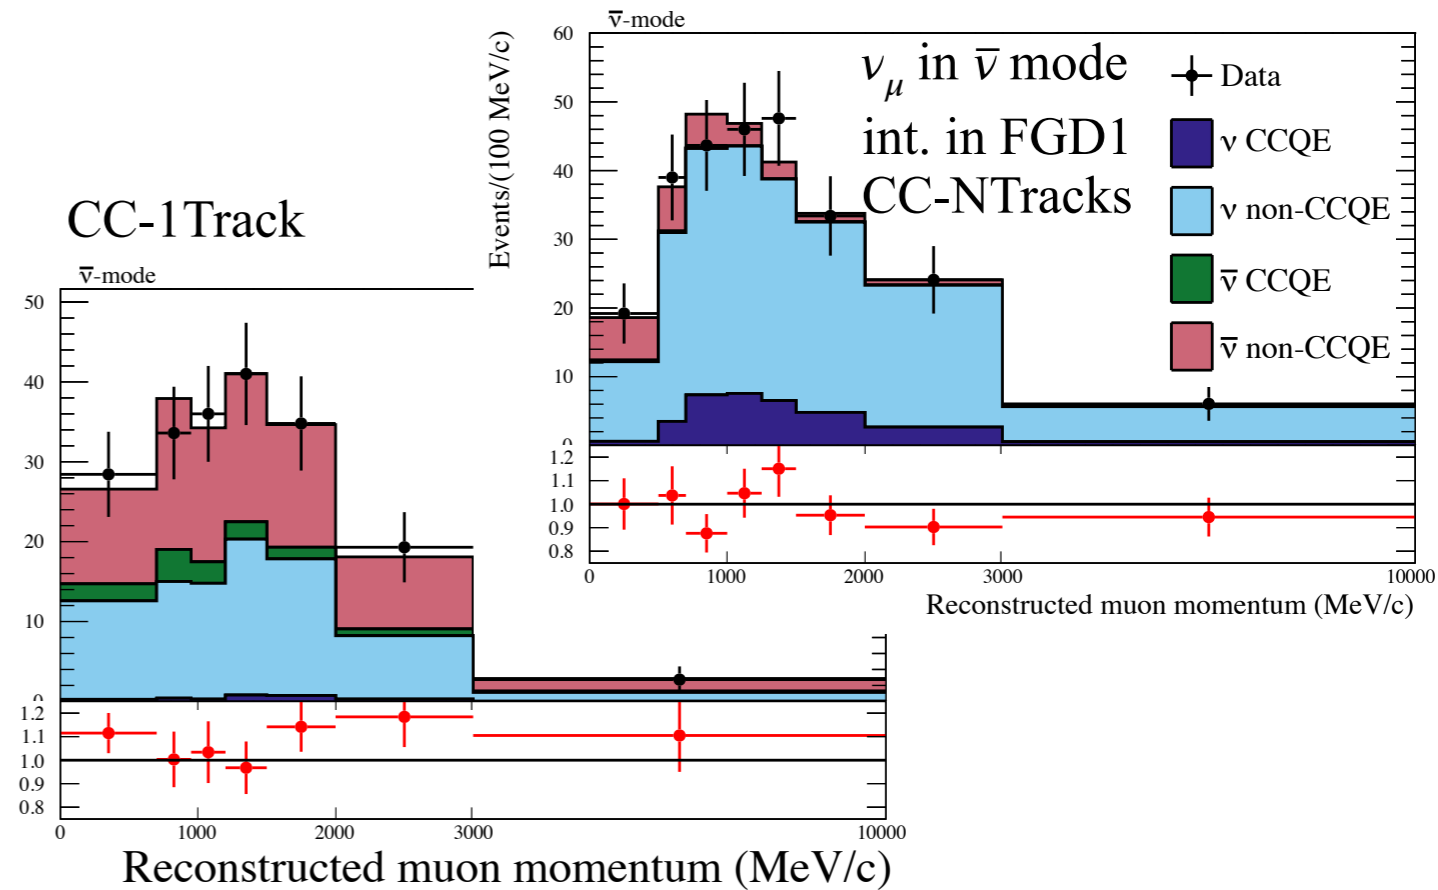 ν̅-mode
60
50
40
30
20
10
0
Events/(100 MeV/c)
νμ in ν̅ mode
int. in FGD1
CC-NTracks
Data
ν CCQE
ν non-CCQE
ν̅ CCQE
ν̅ non-CCQE
1.2
1.1
1.0
0.9
0.8
0 1000 2000 3000 10000
Reconstructed muon momentum (MeV/c)
CC-1Track
ν̅-mode
50
40
30
20
10
0
1.2
1.1
1.0
0.9
0.8
0 1000 2000 3000 10000
Reconstructed muon momentum (MeV/c)